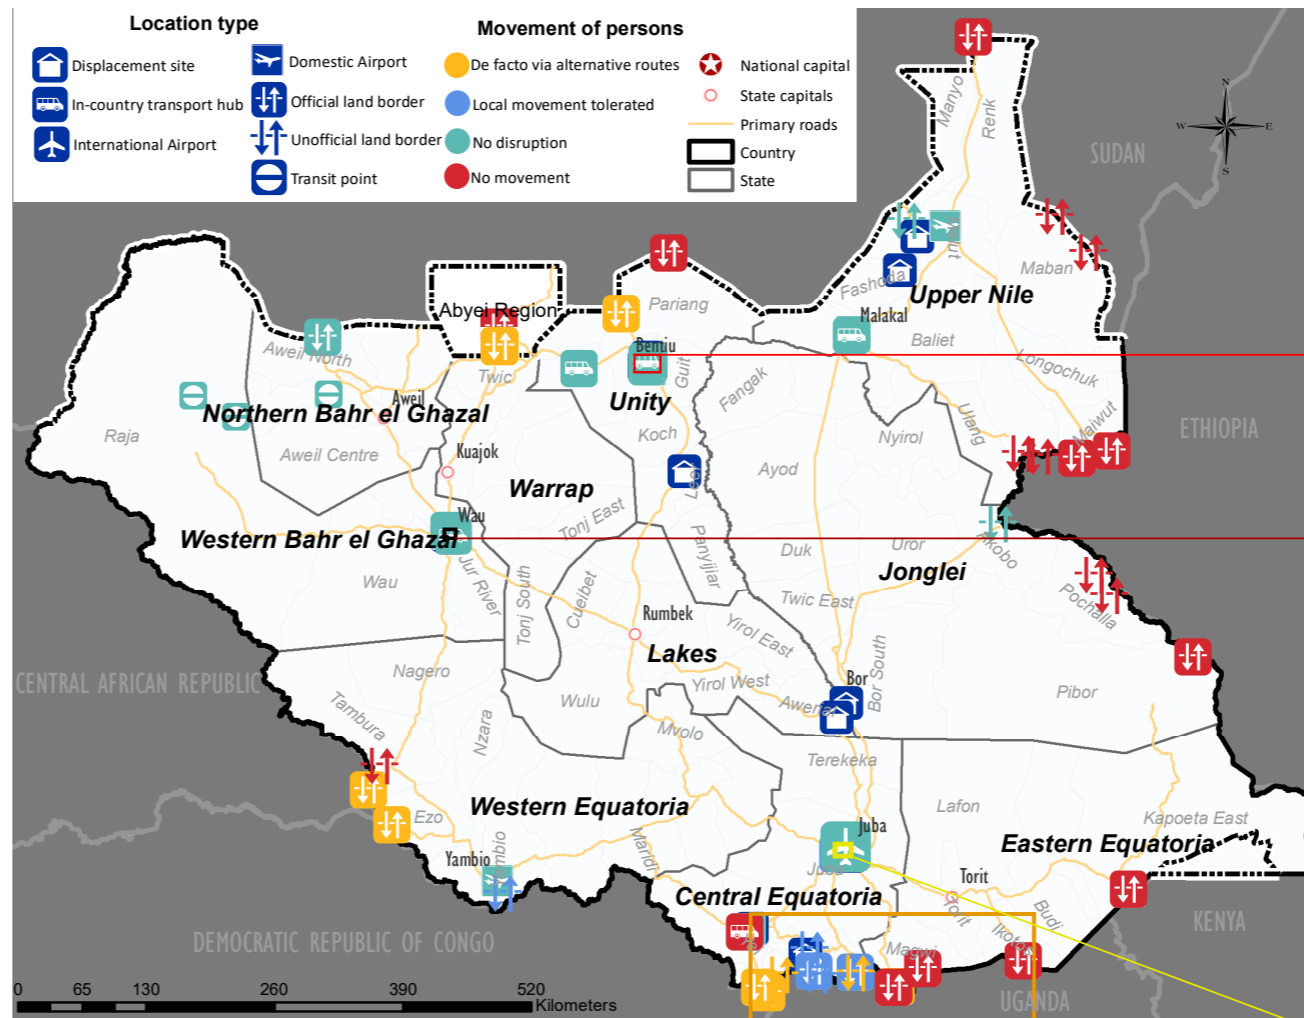 Location type
Movement of persons
Displacement site
Domestic Airport
De facto via alternative routes
National capital
In-country transport hub
Official land border
Local movement tolerated
State capitals
International Airport
Unofficial land border
No disruption
Primary roads
Transit point
No movement
Country
State
N
W
E
S
SUDAN
Manyo
Renk
Maban
Fashoda
Upper Nile
Malakal
Baliet
Longochuk
Maiwut
Ulang
Nyirol
Fangak
Abyei Region
Pariang
Bentiu
Guit
Unity
Koch
Aweil North
Twic
Aweil
Northern Bahr el Ghazal
Raja
Aweil Centre
Kuajok
Warrap
Ayod
ETHIOPIA
Wau
Western Bahr el Ghazal
Tonj East
Panyijiar
Duk
Uror
Akobo
Jonglei
Wau
Jur River
Tonj South
Cueibet
Twic East
Pochalla
Rumbek
Yirol East
Lakes
CENTRAL AFRICAN REPUBLIC
Nagero
Yirol West
Bor
Bor South
Pibor
Wulu
Awerial
Tambura
Nzara
Mvolo
Terekeka
Western Equatoria
Lafon
Ezo
Kapoeta East
Juba
Juba
Eastern Equatoria
Yambio
Yambio
Maridi
Torit
Torit
Central Equatoria
Budi
Ikotos
Magwi
KENYA
DEMOCRATIC REPUBLIC OF CONGO
UGANDA
0 65 130 260 390 520
Kilometers